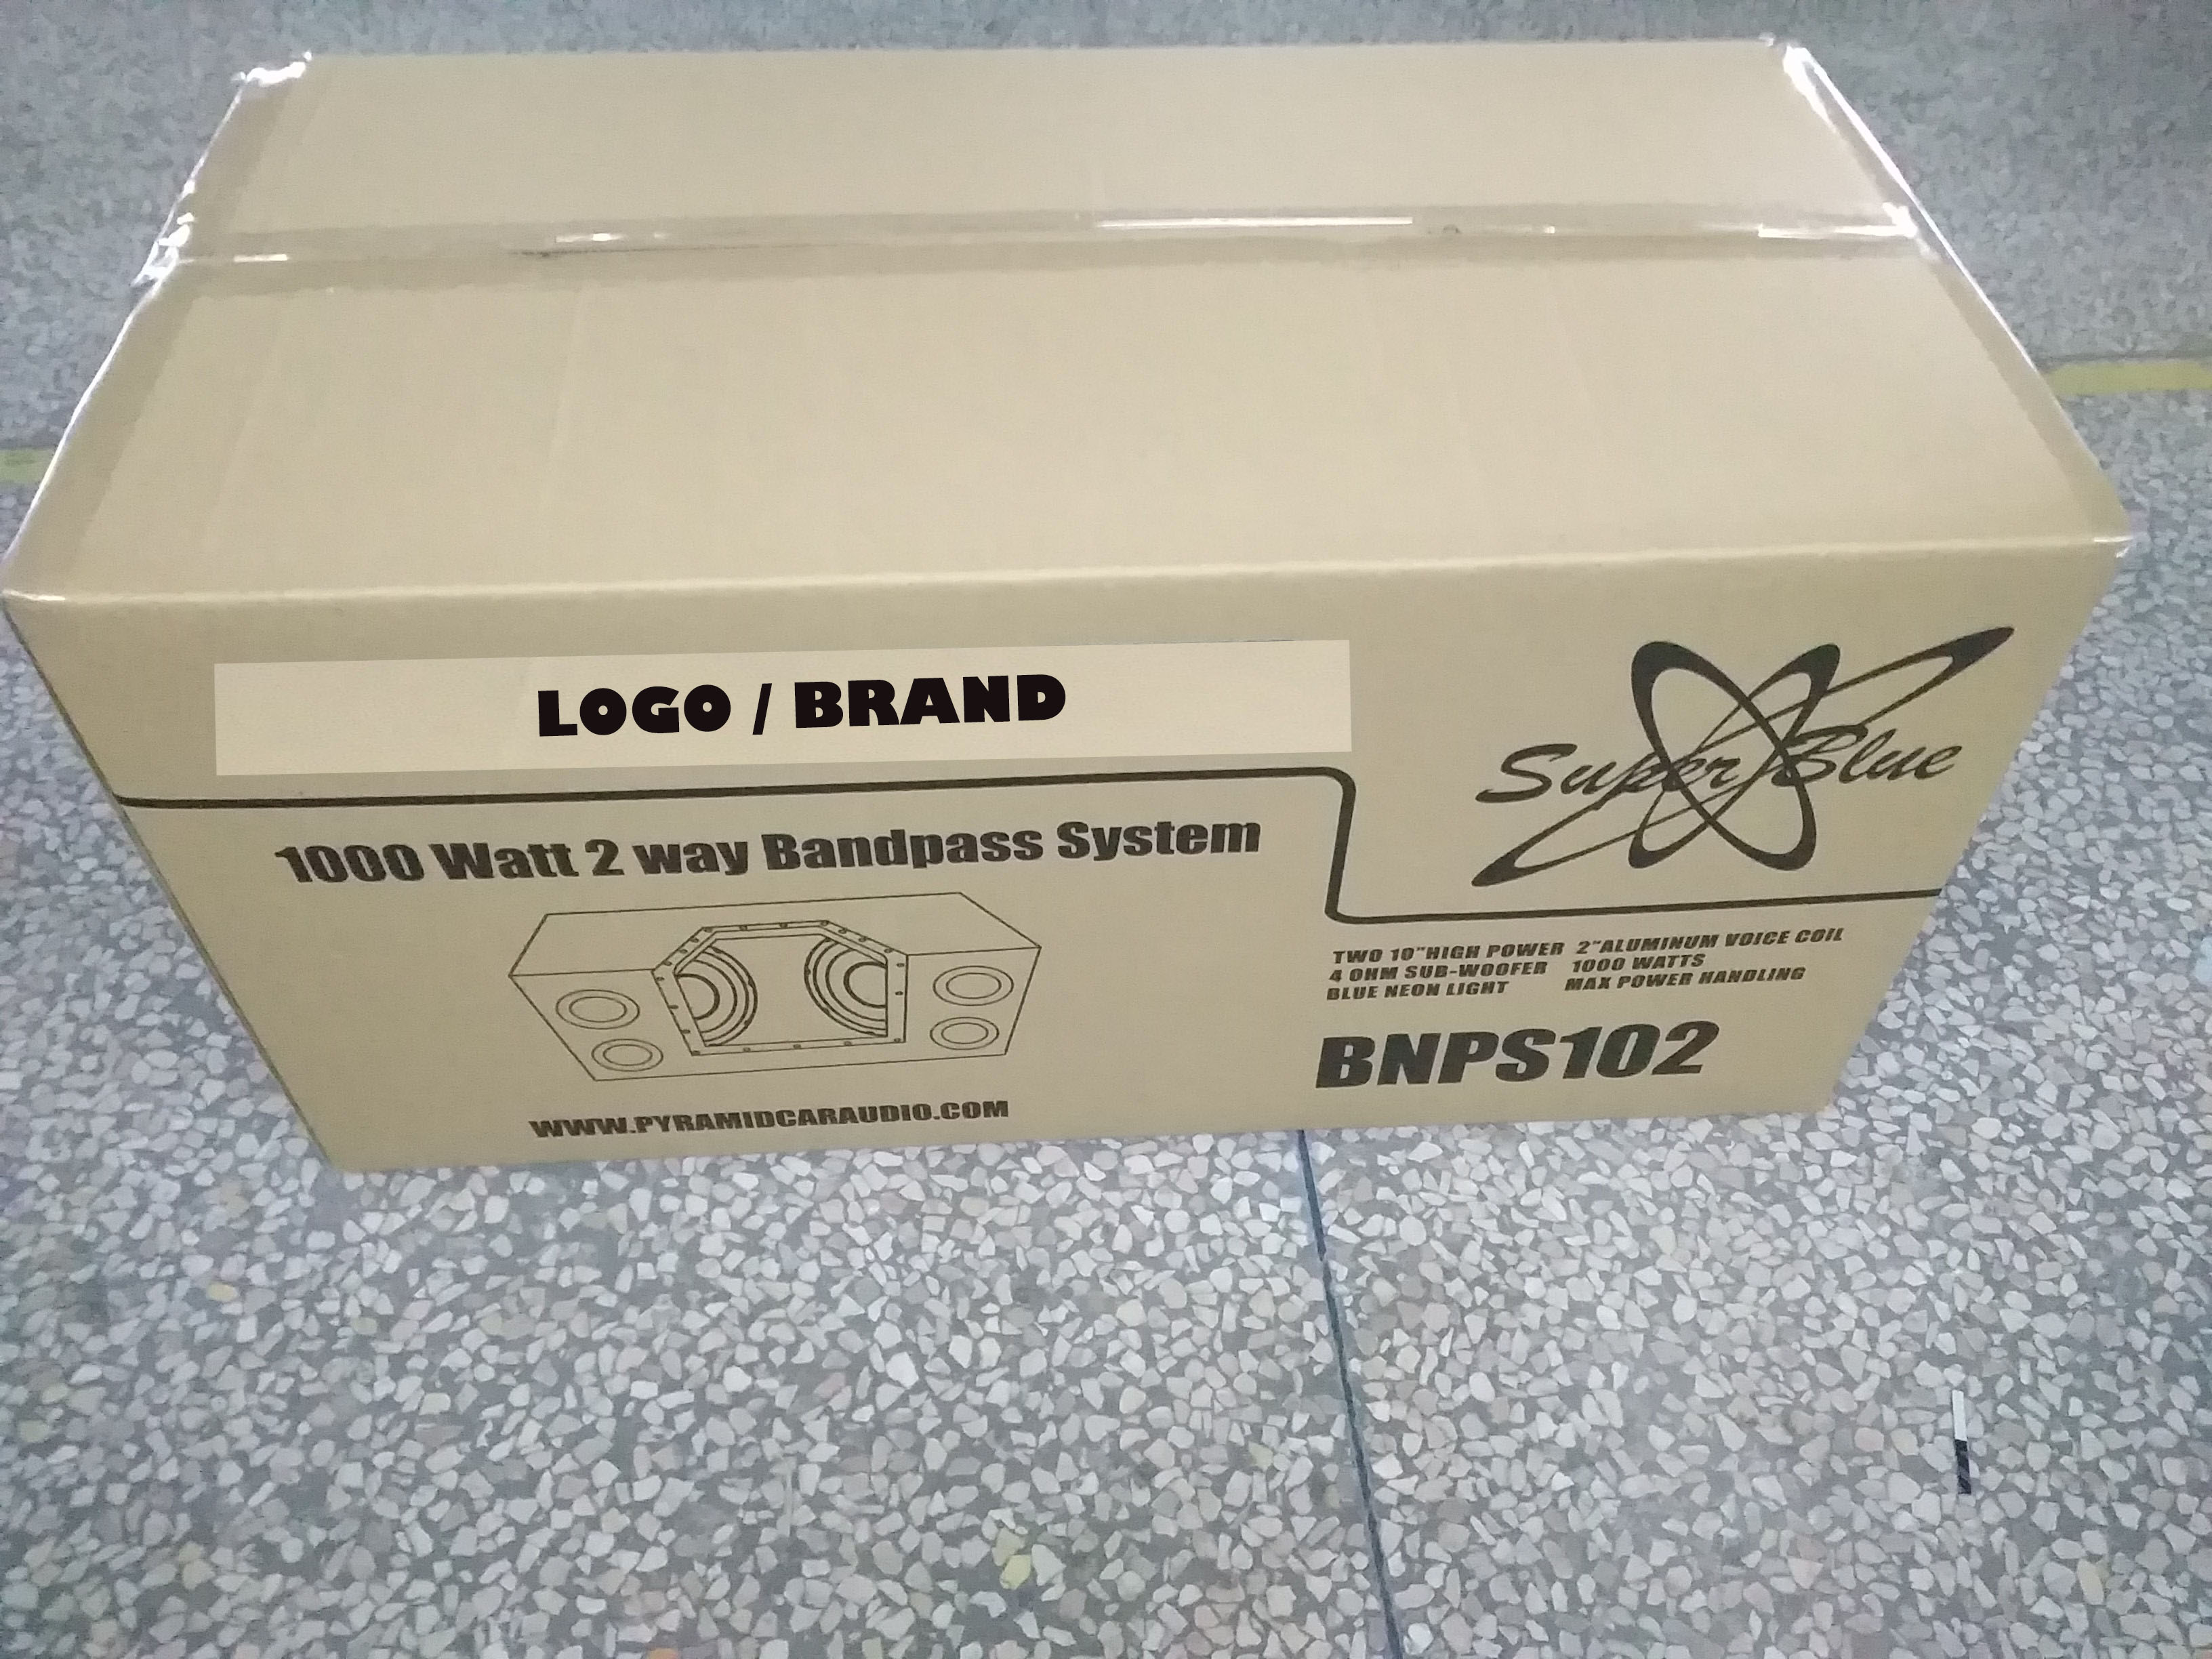 LOGO / BRAND
Super Blue
1000 Watt 2 way Bandpass System
TWO 10"HIGH POWER 2"ALUMINUM VOICE COIL
4 OHM SUB-WOOFER 1000 WATTS
BLUE NEON LIGHT MAX POWER HANDLING
BNPS102
WWW.PYRAMIDCARAUDIO.COM